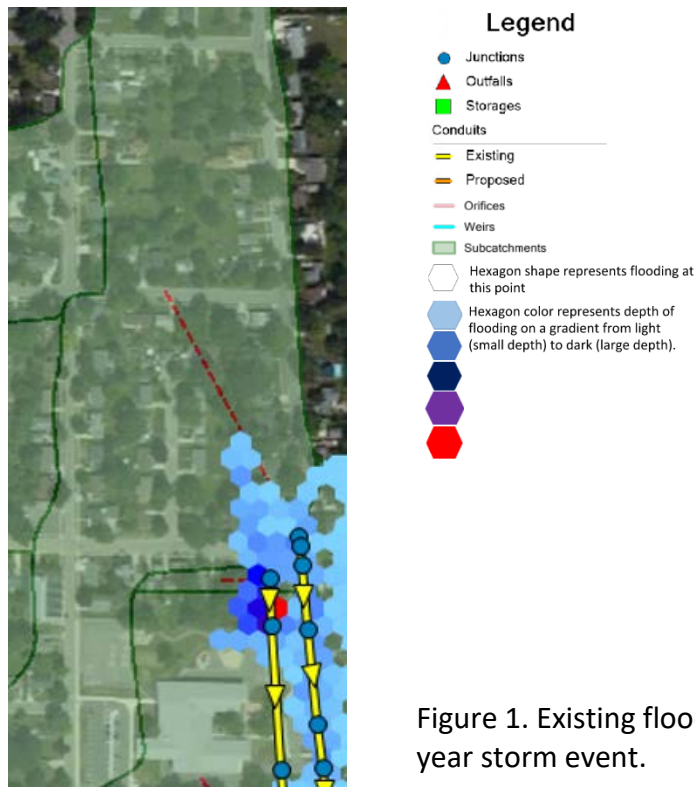 Legend
Junctions
Outfalls
Storages
Conduits
Existing
Proposed
Orifices
Weirs
Subcatchments
Hexagon shape represents flooding at
this point
Hexagon color represents depth of
flooding on a gradient from light
(small depth) to dark (large depth).
Figure 1. Existing floo
year storm event.